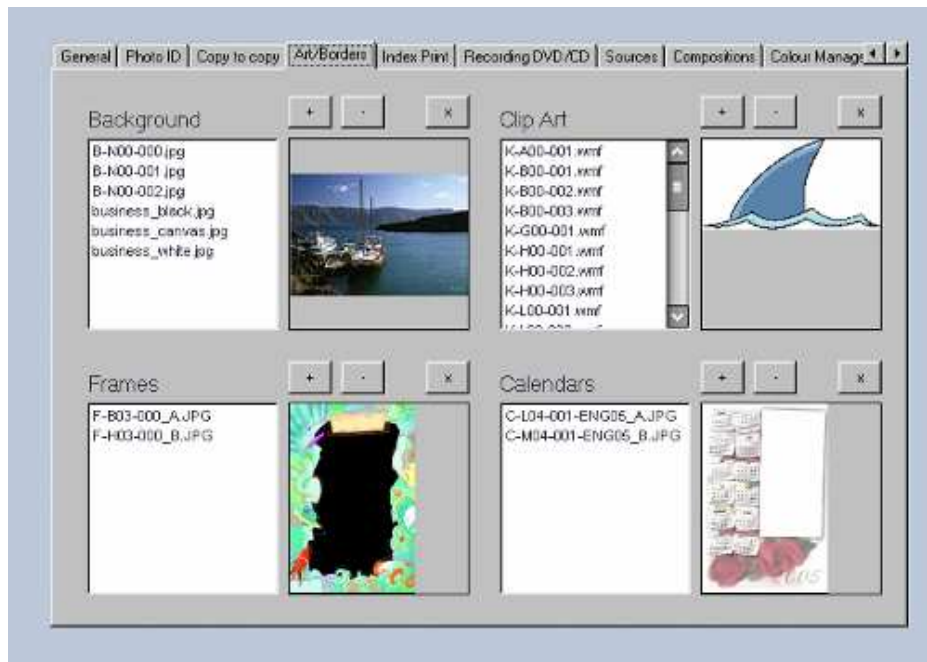 General Photo ID Copy to copy Art/Borders Index Print Recording DVD/CD Sources Compositions Colour Manage
Background + - x
B-N00-000.jpg
B-N00-001.jpg
B-N00-002.jpg
business_black.jpg
business_canvas.jpg
business_white.jpg
Clip Art + - x
K-A00-001.wmf
K-B00-001.wmf
K-B00-002.wmf
K-B00-003.wmf
K-G00-001.wmf
K-H00-001.wmf
K-H00-002.wmf
K-H00-003.wmf
K-L00-001.wmf
Frames + - x
F-B03-000_A.JPG
F-H03-000_B.JPG
Calendars + - x
C-L04-001-ENG05_A.JPG
C-M04-001-ENG05_B.JPG